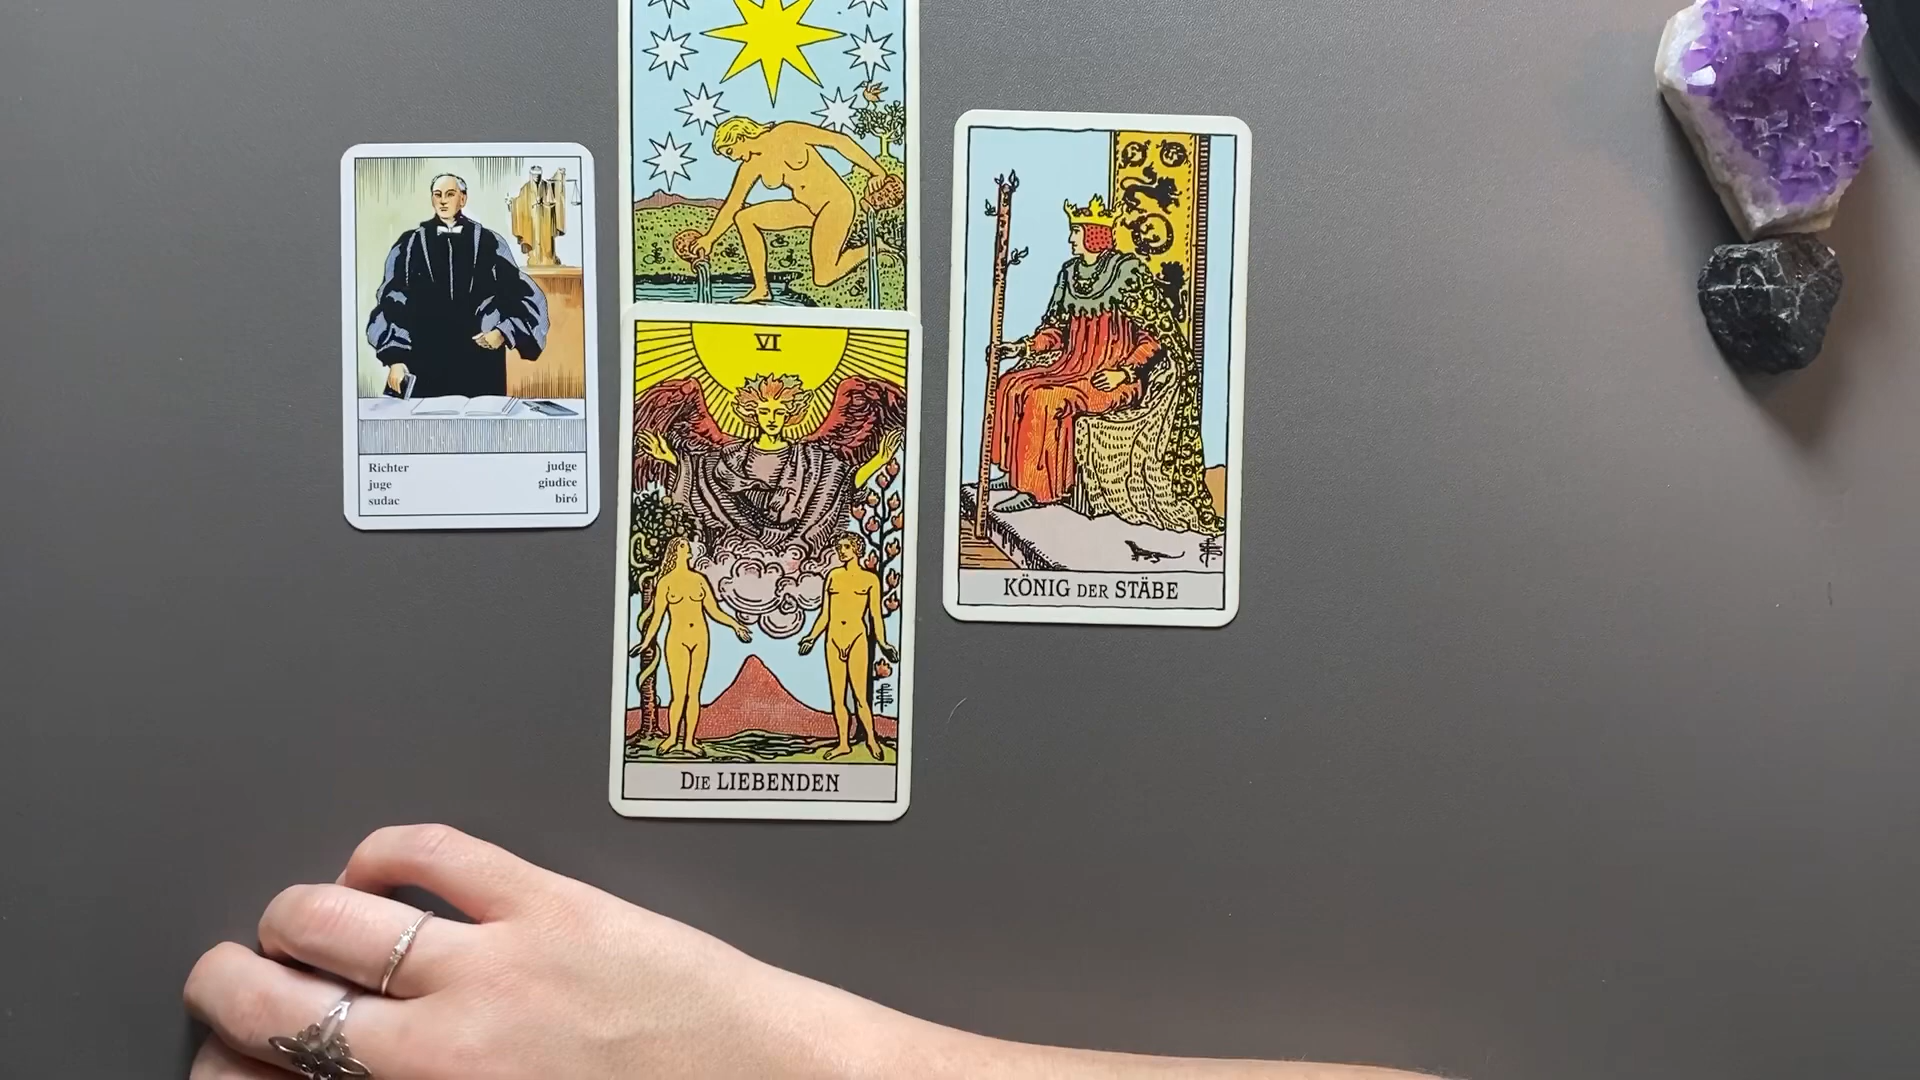 Richter judge
juge giudice
sudac biró
VI
DIE LIEBENDEN
KÖNIG DER STÄBE